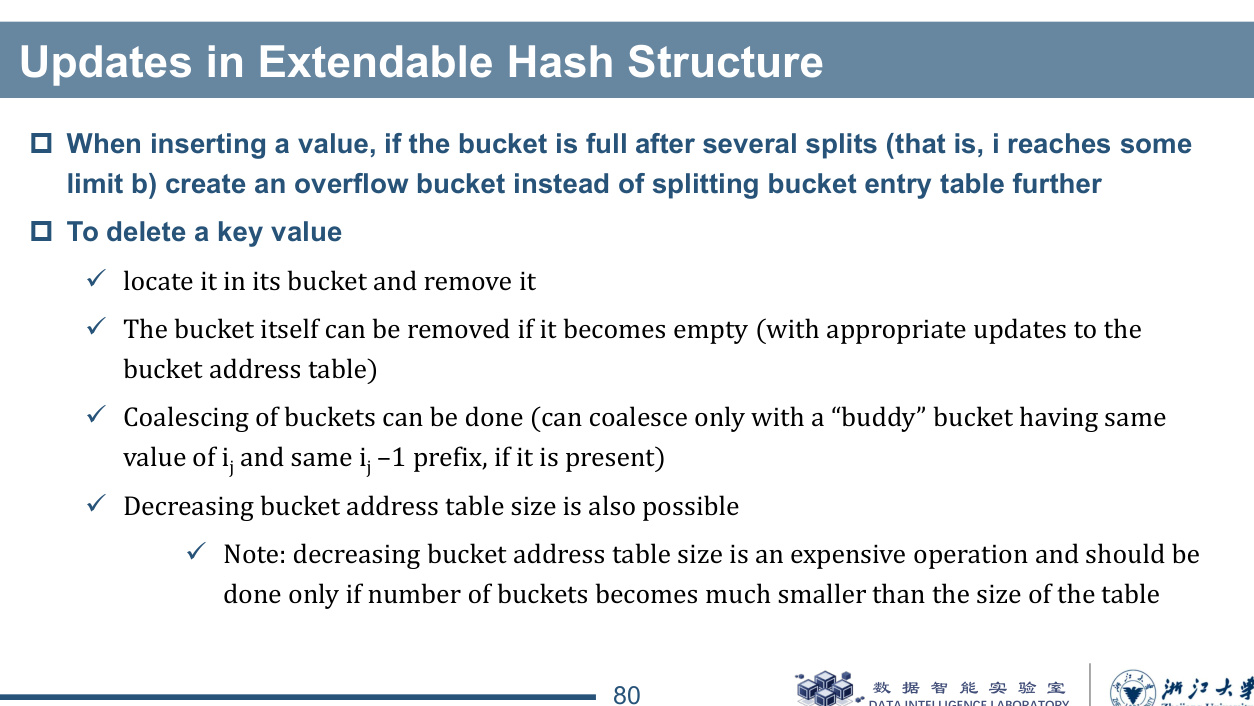 Updates in Extendable Hash Structure
When inserting a value, if the bucket is full after several splits (that is, i reaches some
limit b) create an overflow bucket instead of splitting bucket entry table further
To delete a key value
locate it in its bucket and remove it
The bucket itself can be removed if it becomes empty (with appropriate updates to the
bucket address table)
Coalescing of buckets can be done (can coalesce only with a “buddy” bucket having same
value of ij and same ij –1 prefix, if it is present)
Decreasing bucket address table size is also possible
Note: decreasing bucket address table size is an expensive operation and should be
done only if number of buckets becomes much smaller than the size of the table
80
数据智能实验室
DATA INTELLIGENCE LABORATORY
浙江大学